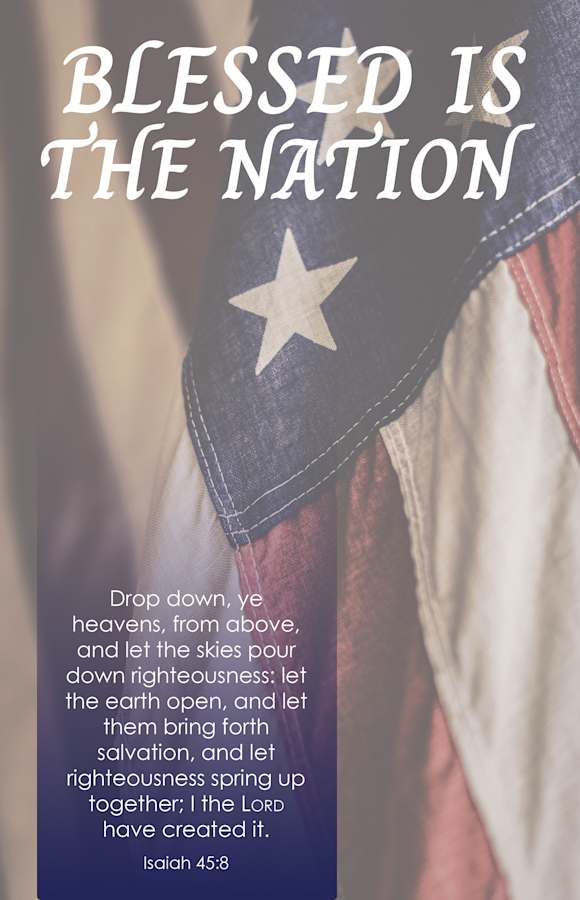 BLESSED IS
THE NATION
Drop down, ye
heavens, from above,
and let the skies pour
down righteousness: let
the earth open, and let
them bring forth
salvation, and let
righteousness spring up
together; I the LORD
have created it.
Isaiah 45:8